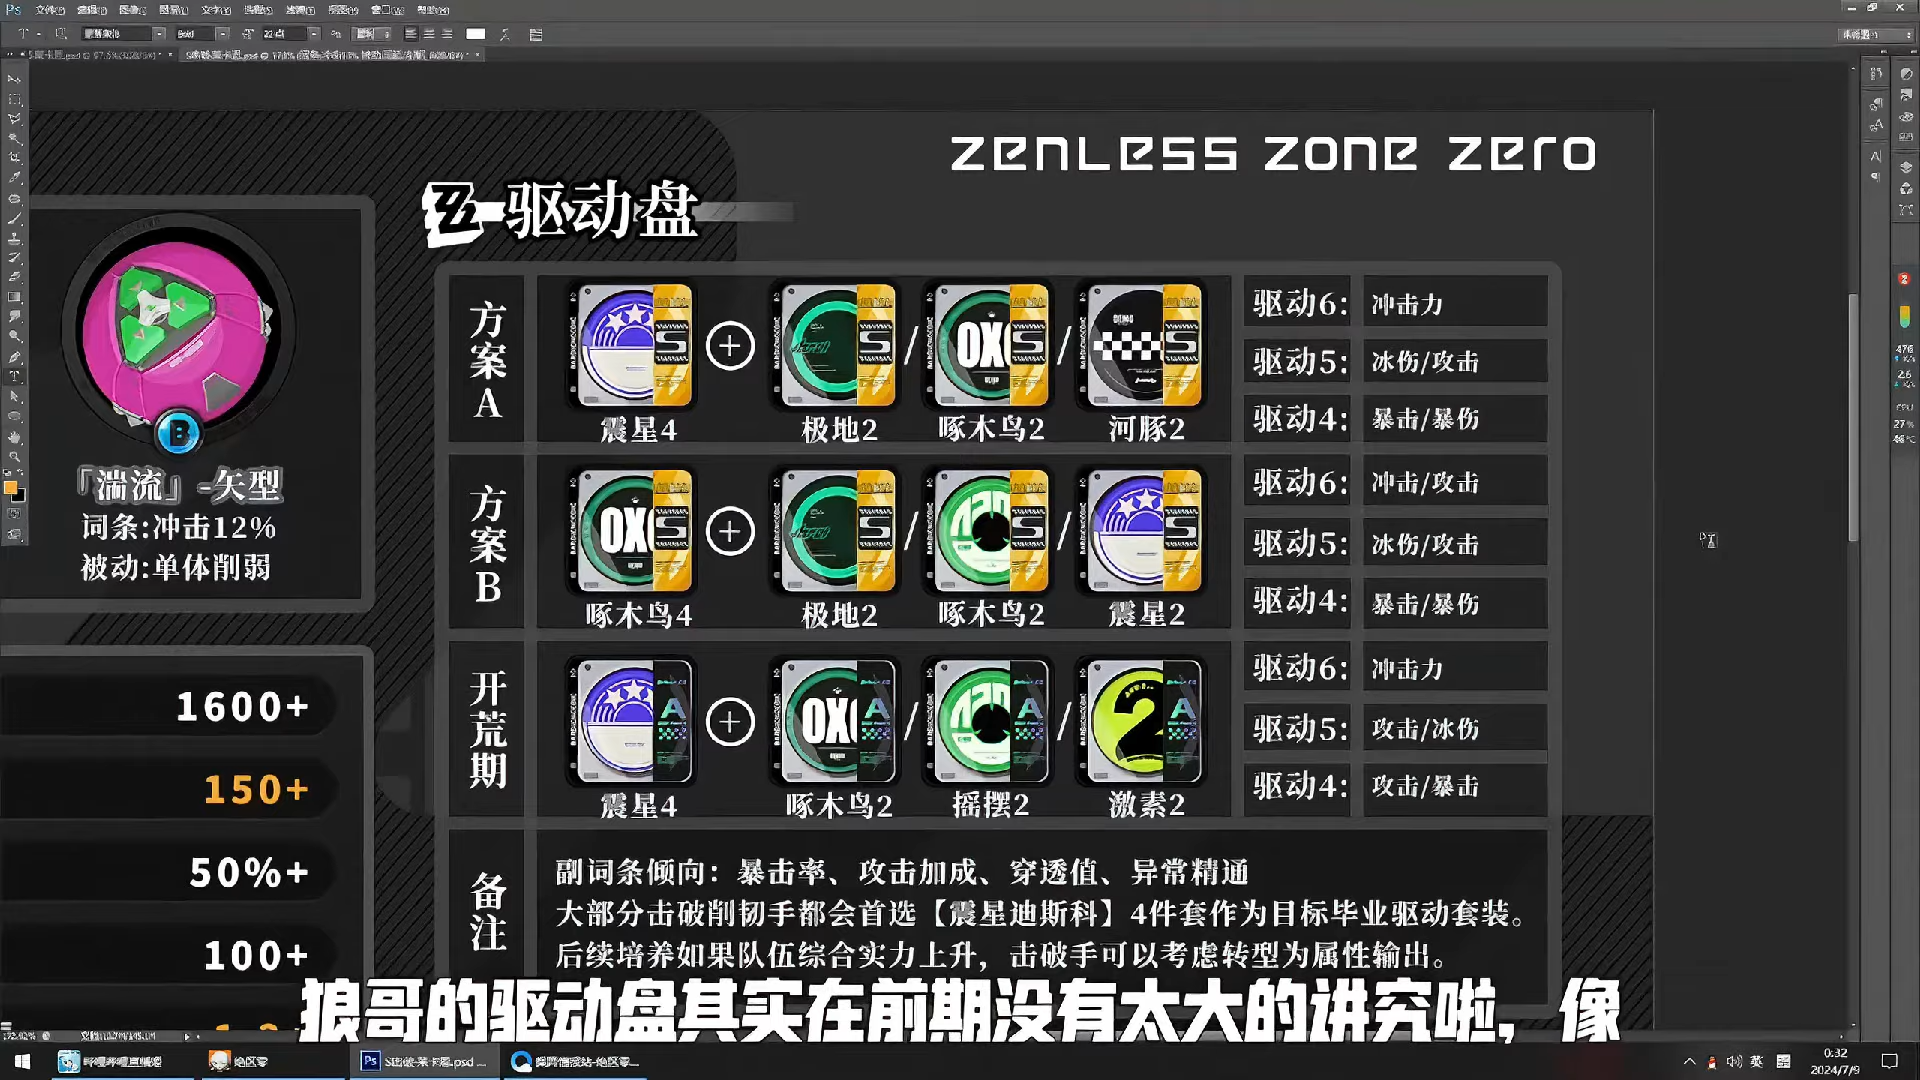 ZENLESS ZONE ZERO
驱动盘
方案A
震星4
极地2
啄木鸟2
河豚2
驱动6: 冲击力
驱动5: 冰伤/攻击
驱动4: 暴击/暴伤
「湍流」-矢型
词条:冲击12%
被动:单体削弱
方案B
啄木鸟4
极地2
啄木鸟2
震星2
驱动6: 冲击/攻击
驱动5: 冰伤/攻击
驱动4: 暴击/暴伤
1600+
150+
50%+
100+
开荒期
震星4
啄木鸟2
摇摆2
激素2
驱动6: 冲击力
驱动5: 攻击/冰伤
驱动4: 攻击/暴击
备注
副词条倾向：暴击率、攻击加成、穿透值、异常精通
大部分击破削韧手都会首选【震星迪斯科】4件套作为目标毕业驱动套装。
后续培养如果队伍综合实力上升，击破手可以考虑转型为属性输出。
狼哥的驱动盘其实在前期没有太大的讲究啦，像
绝区零
英
0:32
2024/7/9